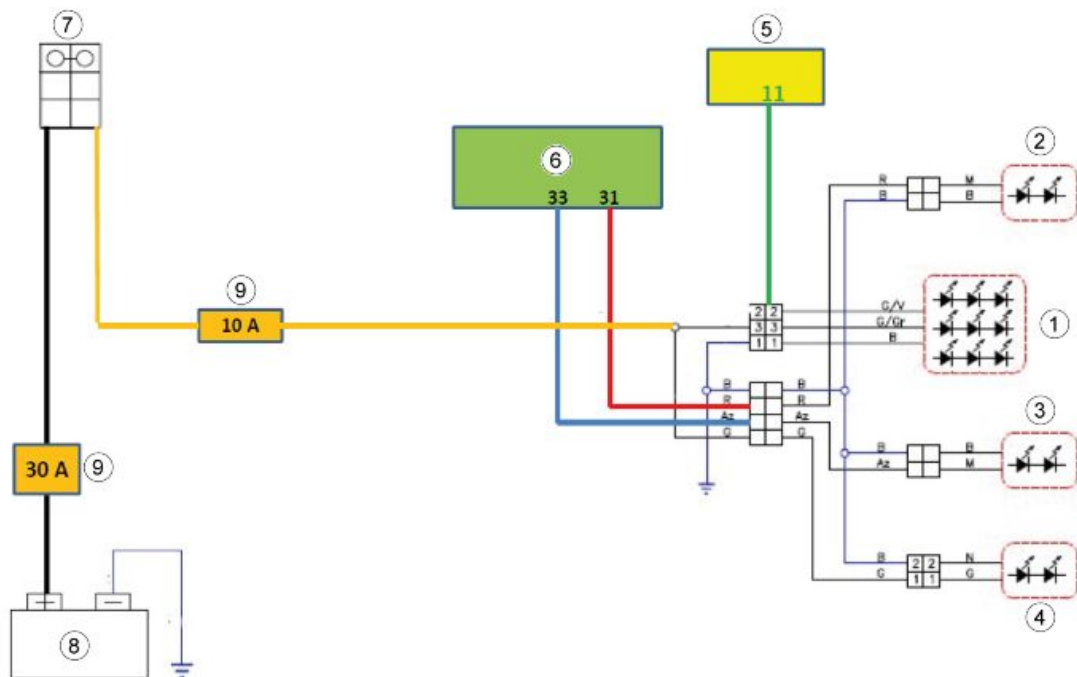 7
5
11
6
33 31
2
R M
B B
9
10 A
2 2
3 3
1 1
G/V
G/Gr
B
1
B B
R R
Az Az
G G
3
B B
Az M
30 A 9
B 2 2 N
G 1 1 G
4
+ −
8